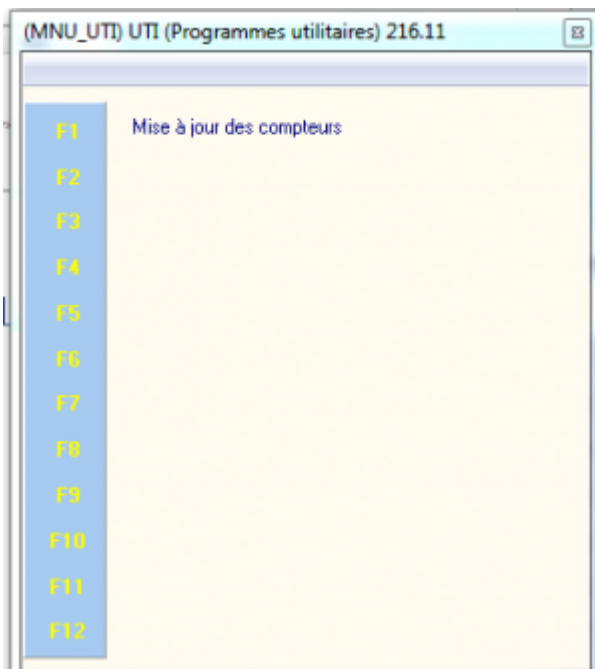 (MNU_UTI) UTI (Programmes utilitaires) 216.11
F1 Mise à jour des compteurs
F2
F3
F4
F5
F6
F7
F8
F9
F10
F11
F12